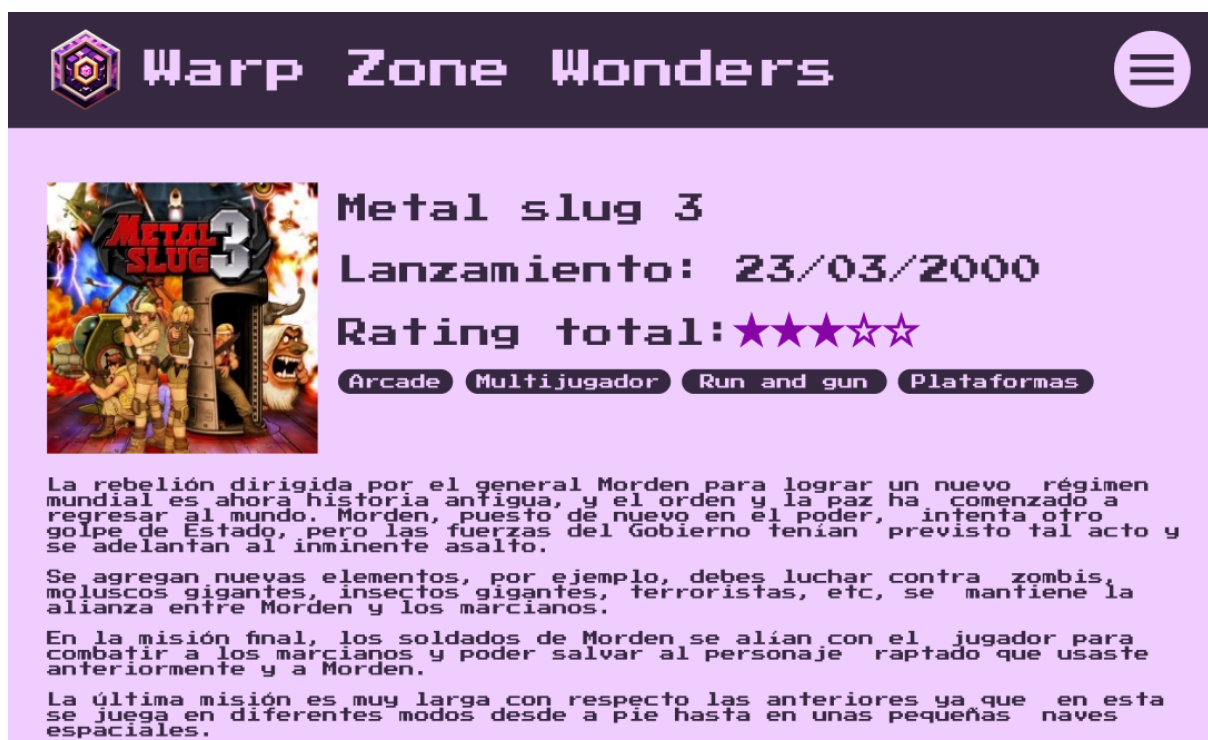 Warp Zone Wonders
METAL SLUG 3
Metal slug 3
Lanzamiento: 23/03/2000
Rating total:★★★☆☆
Arcade Multijugador Run and gun Plataformas
La rebelión dirigida por el general Morden para lograr un nuevo régimen
mundial es ahora historia antigua, y el orden y la paz ha comenzado a
regresar al mundo. Morden, puesto de nuevo en el poder, intenta otro
golpe de Estado, pero las fuerzas del Gobierno tenían previsto tal acto y
se adelantan al inminente asalto.
Se agregan nuevas elementos, por ejemplo, debes luchar contra zombis,
moluscos gigantes, insectos gigantes, terroristas, etc, se mantiene la
alianza entre Morden y los marcianos.
En la misión final, los soldados de Morden se alían con el jugador para
combatir a los marcianos y poder salvar al personaje raptado que usaste
anteriormente y a Morden.
La última misión es muy larga con respecto las anteriores ya que en esta
se juega en diferentes modos desde a pie hasta en unas pequeñas naves
espaciales.